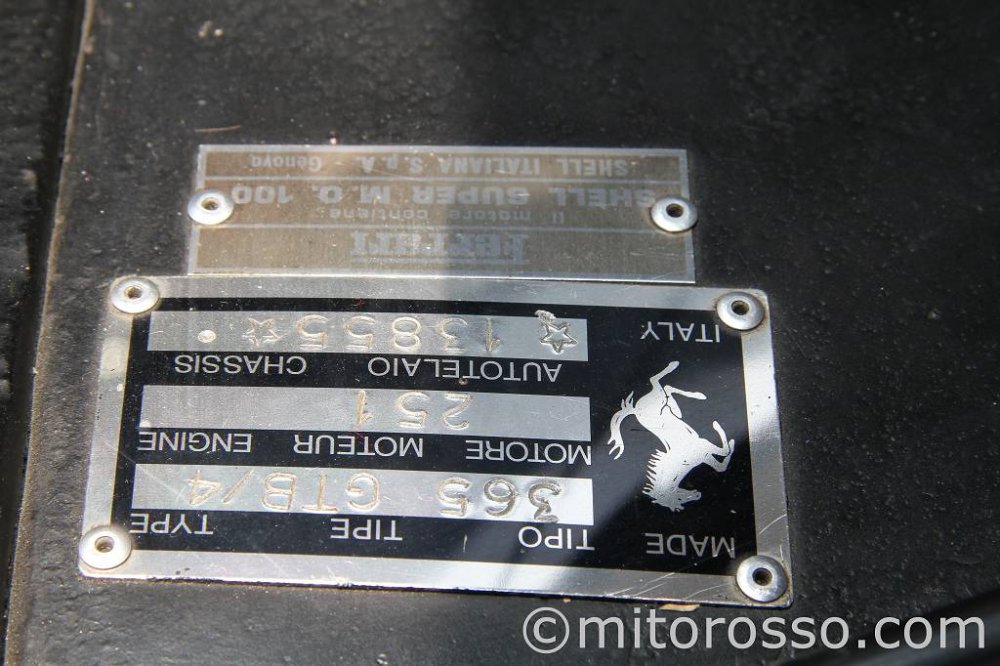 MADE
ITALY
TIPO TIPE TYPE
365 GTB/4
MOTORE MOTEUR ENGINE
251
AUTOTELAIO CHASSIS
☆13855☆
Ferrari
il motore contiene:
SHELL SUPER M. O. 100
SHELL ITALIANA S.p.A. Genova
©mitorosso.com